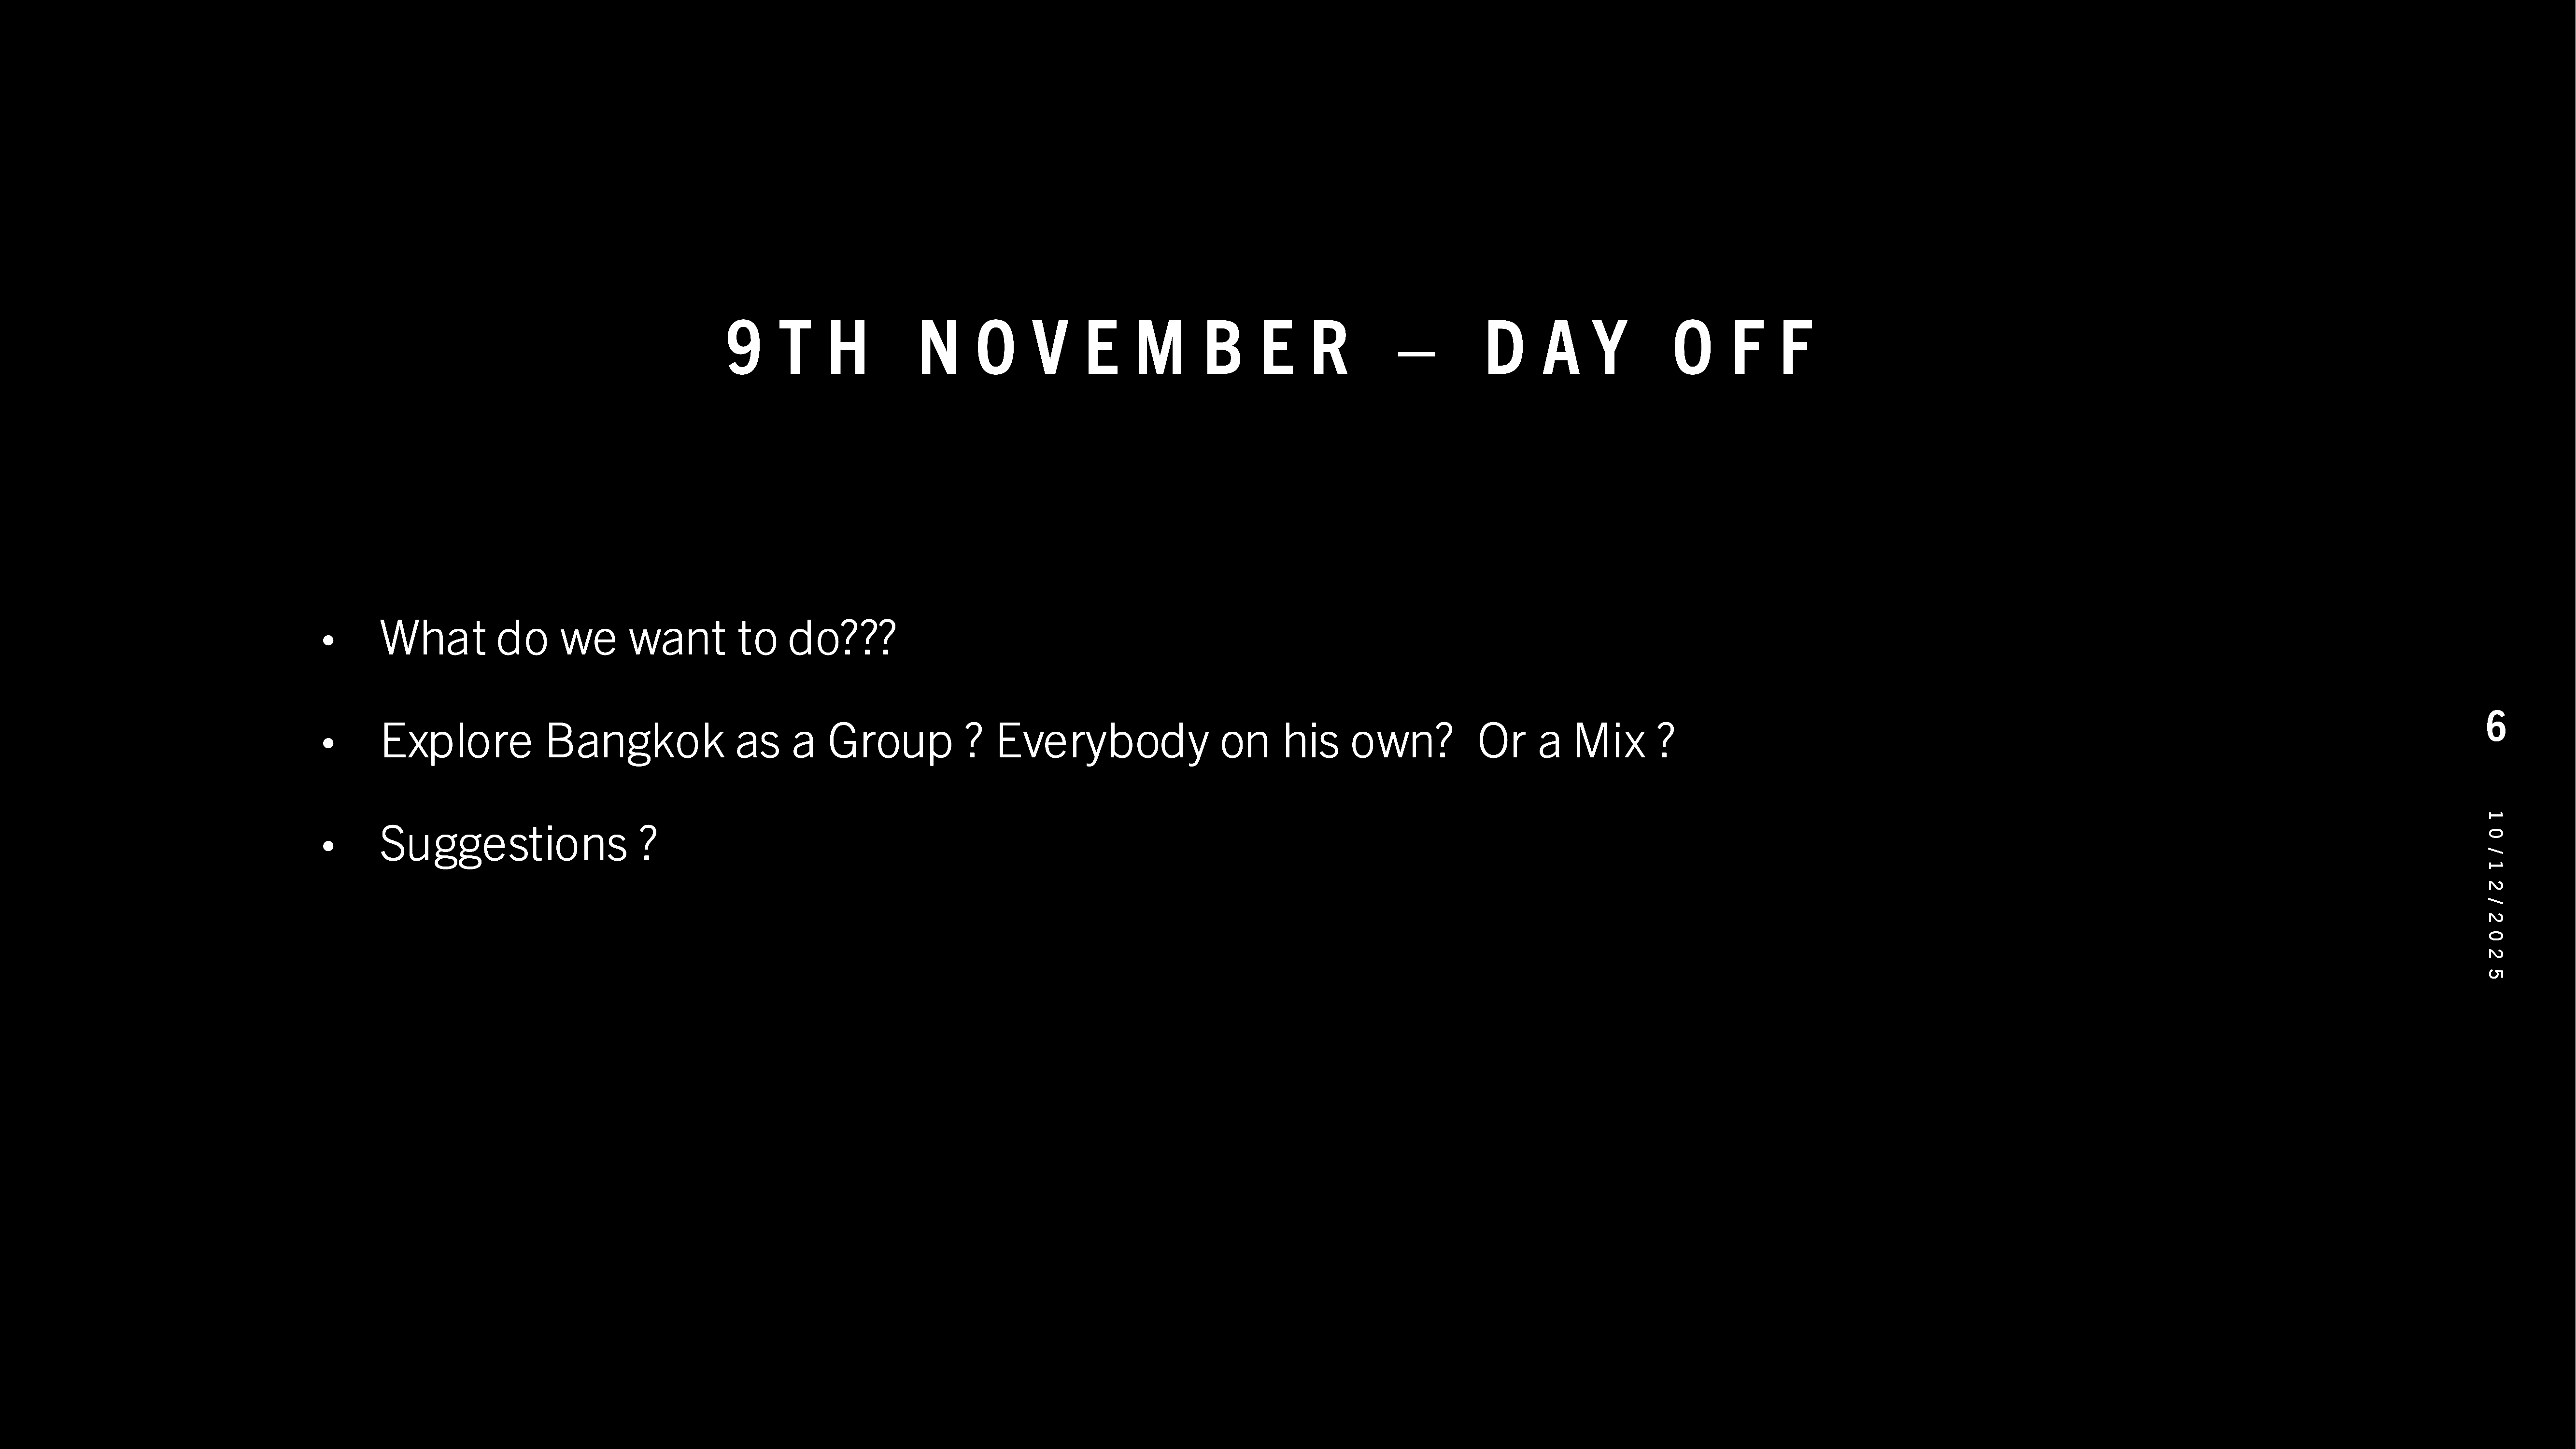 9TH NOVEMBER – DAY OFF
• What do we want to do???
• Explore Bangkok as a Group ? Everybody on his own?  Or a Mix ?
• Suggestions ?
6
10/12/2025